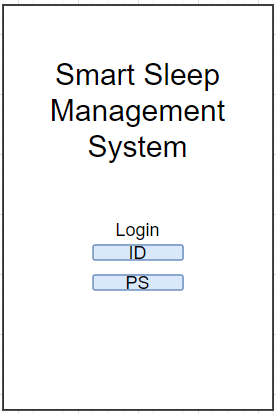 Smart Sleep
Management
System
Login
ID
PS